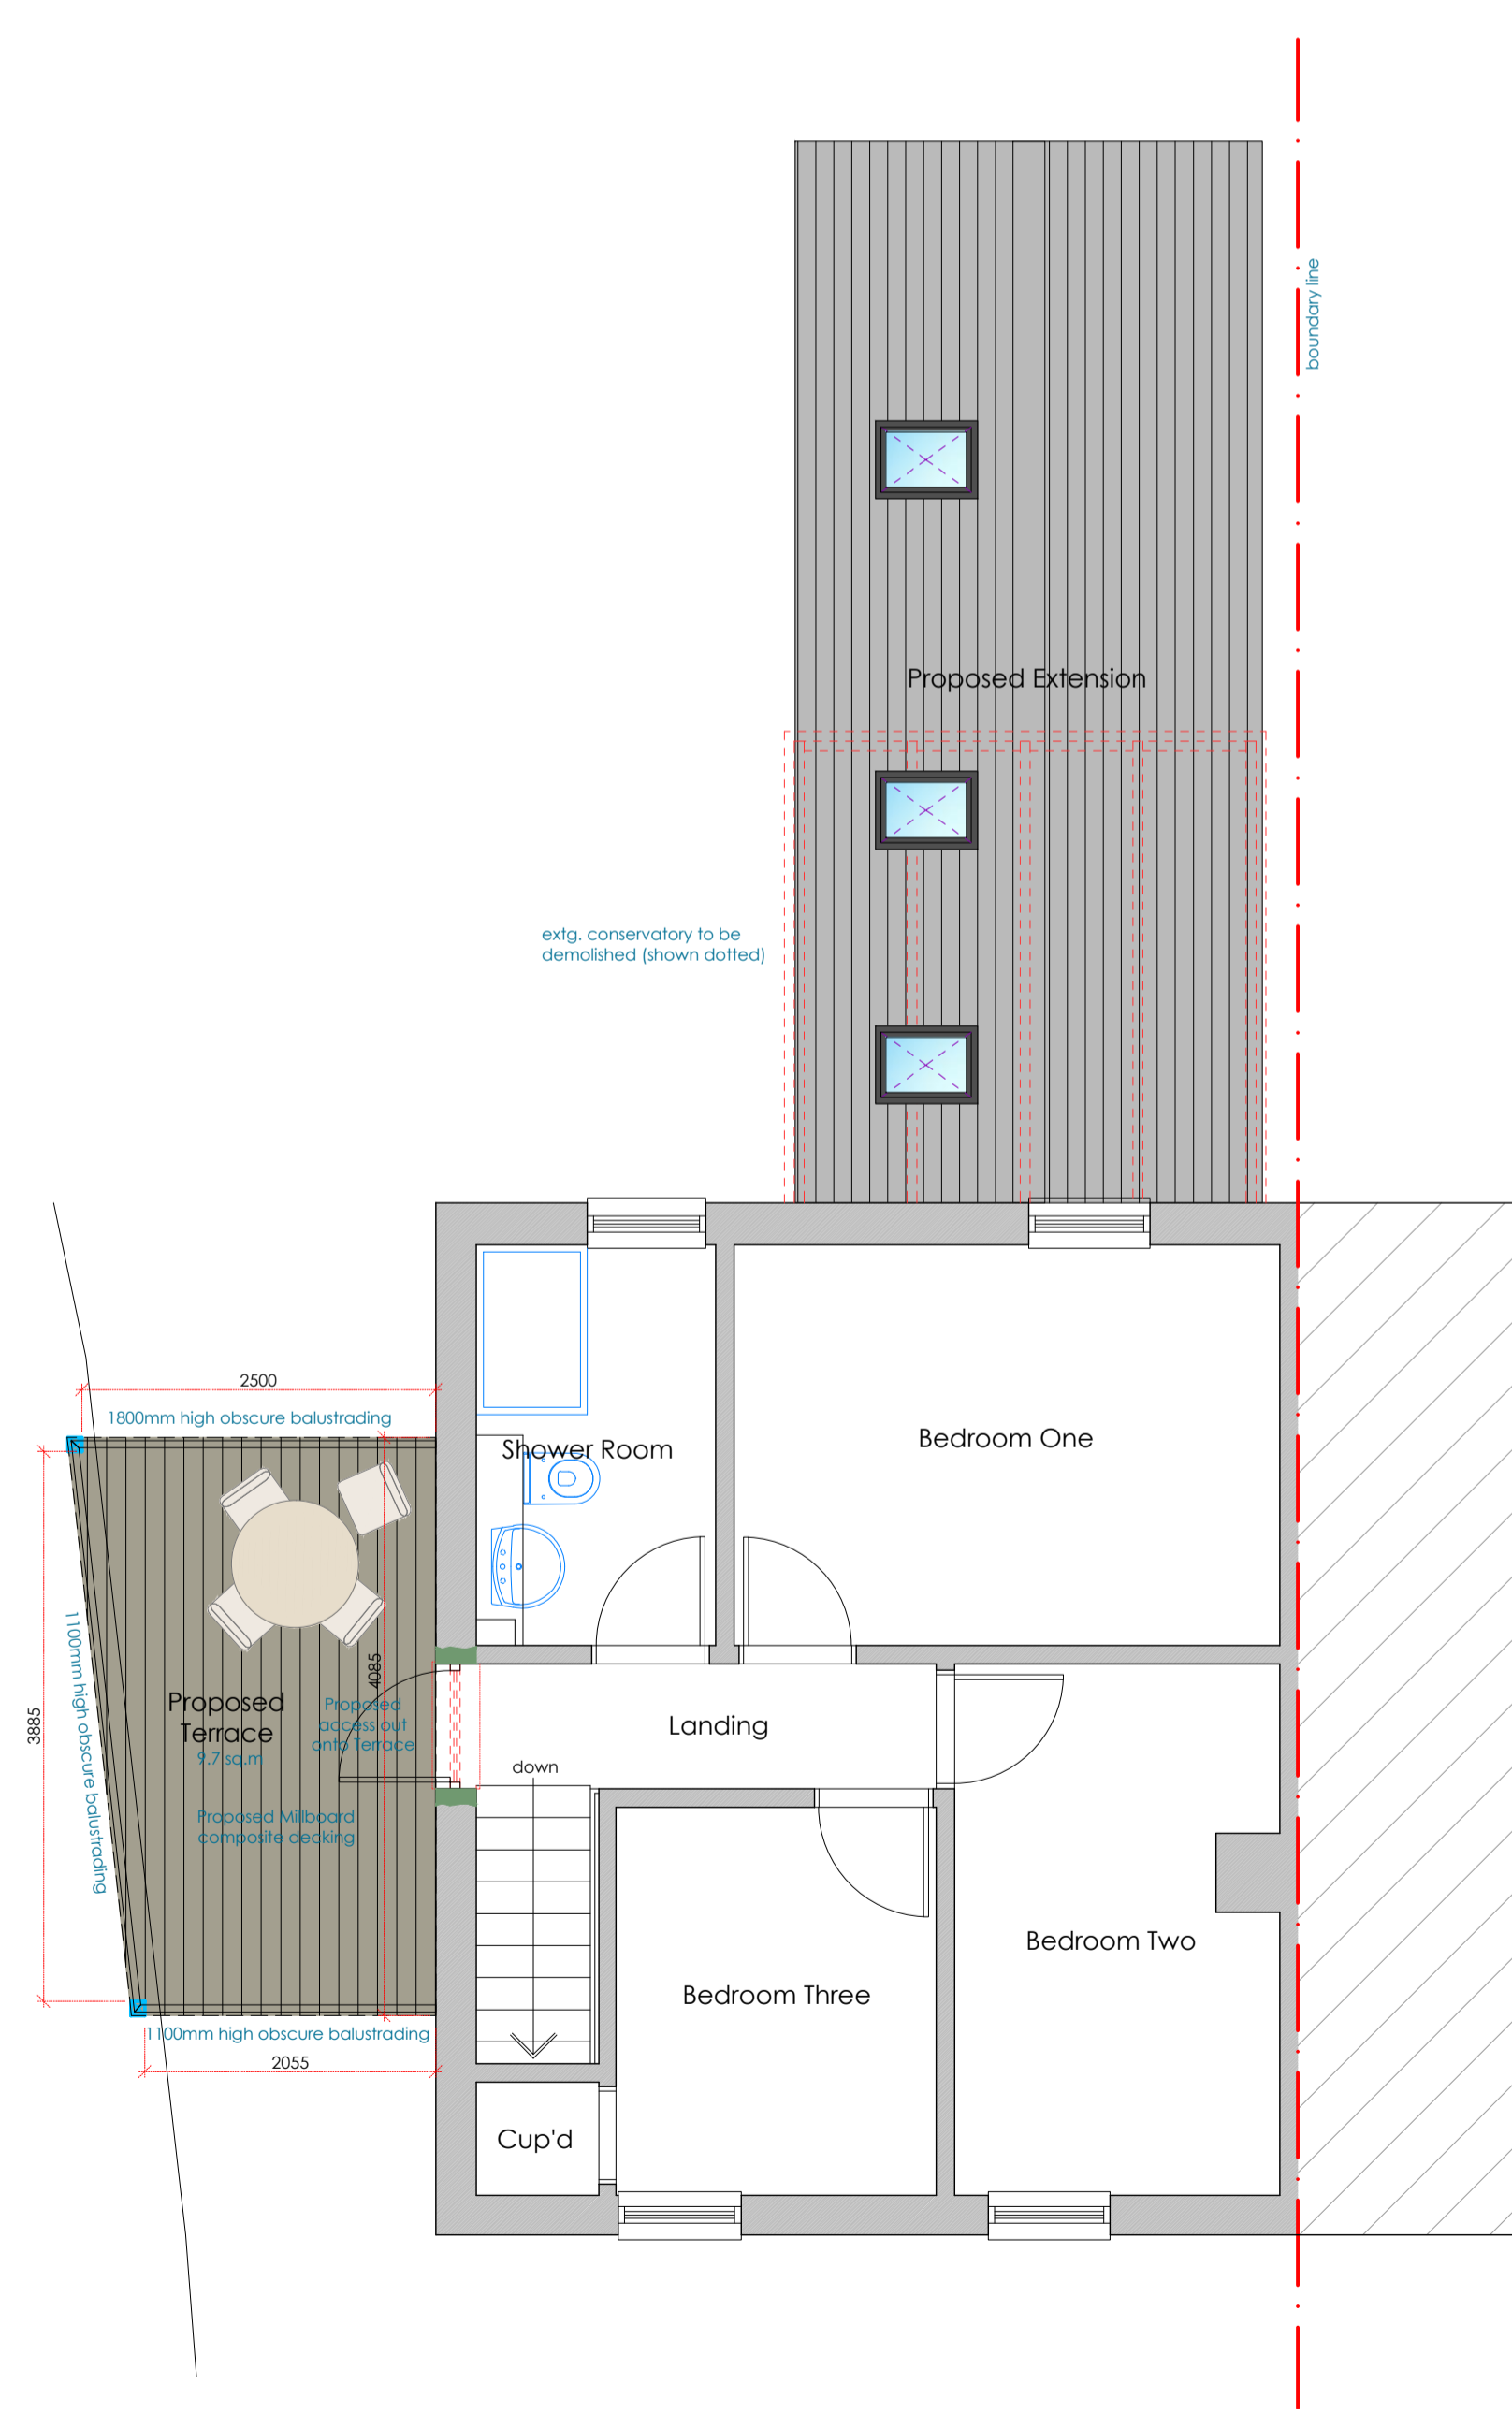 boundary line
Proposed Extension
extg. conservatory to be
demolished (shown dotted)
2500
1800mm high obscure balustrading
Shower Room
Bedroom One
4085
3885
1100mm high obscure balustrading
Proposed
Terrace
9.7 sq.m
Proposed
access out
onto Terrace
Landing
down
Proposed Millboard
composite decking
Bedroom Two
Bedroom Three
1100mm high obscure balustrading
2055
Cup'd